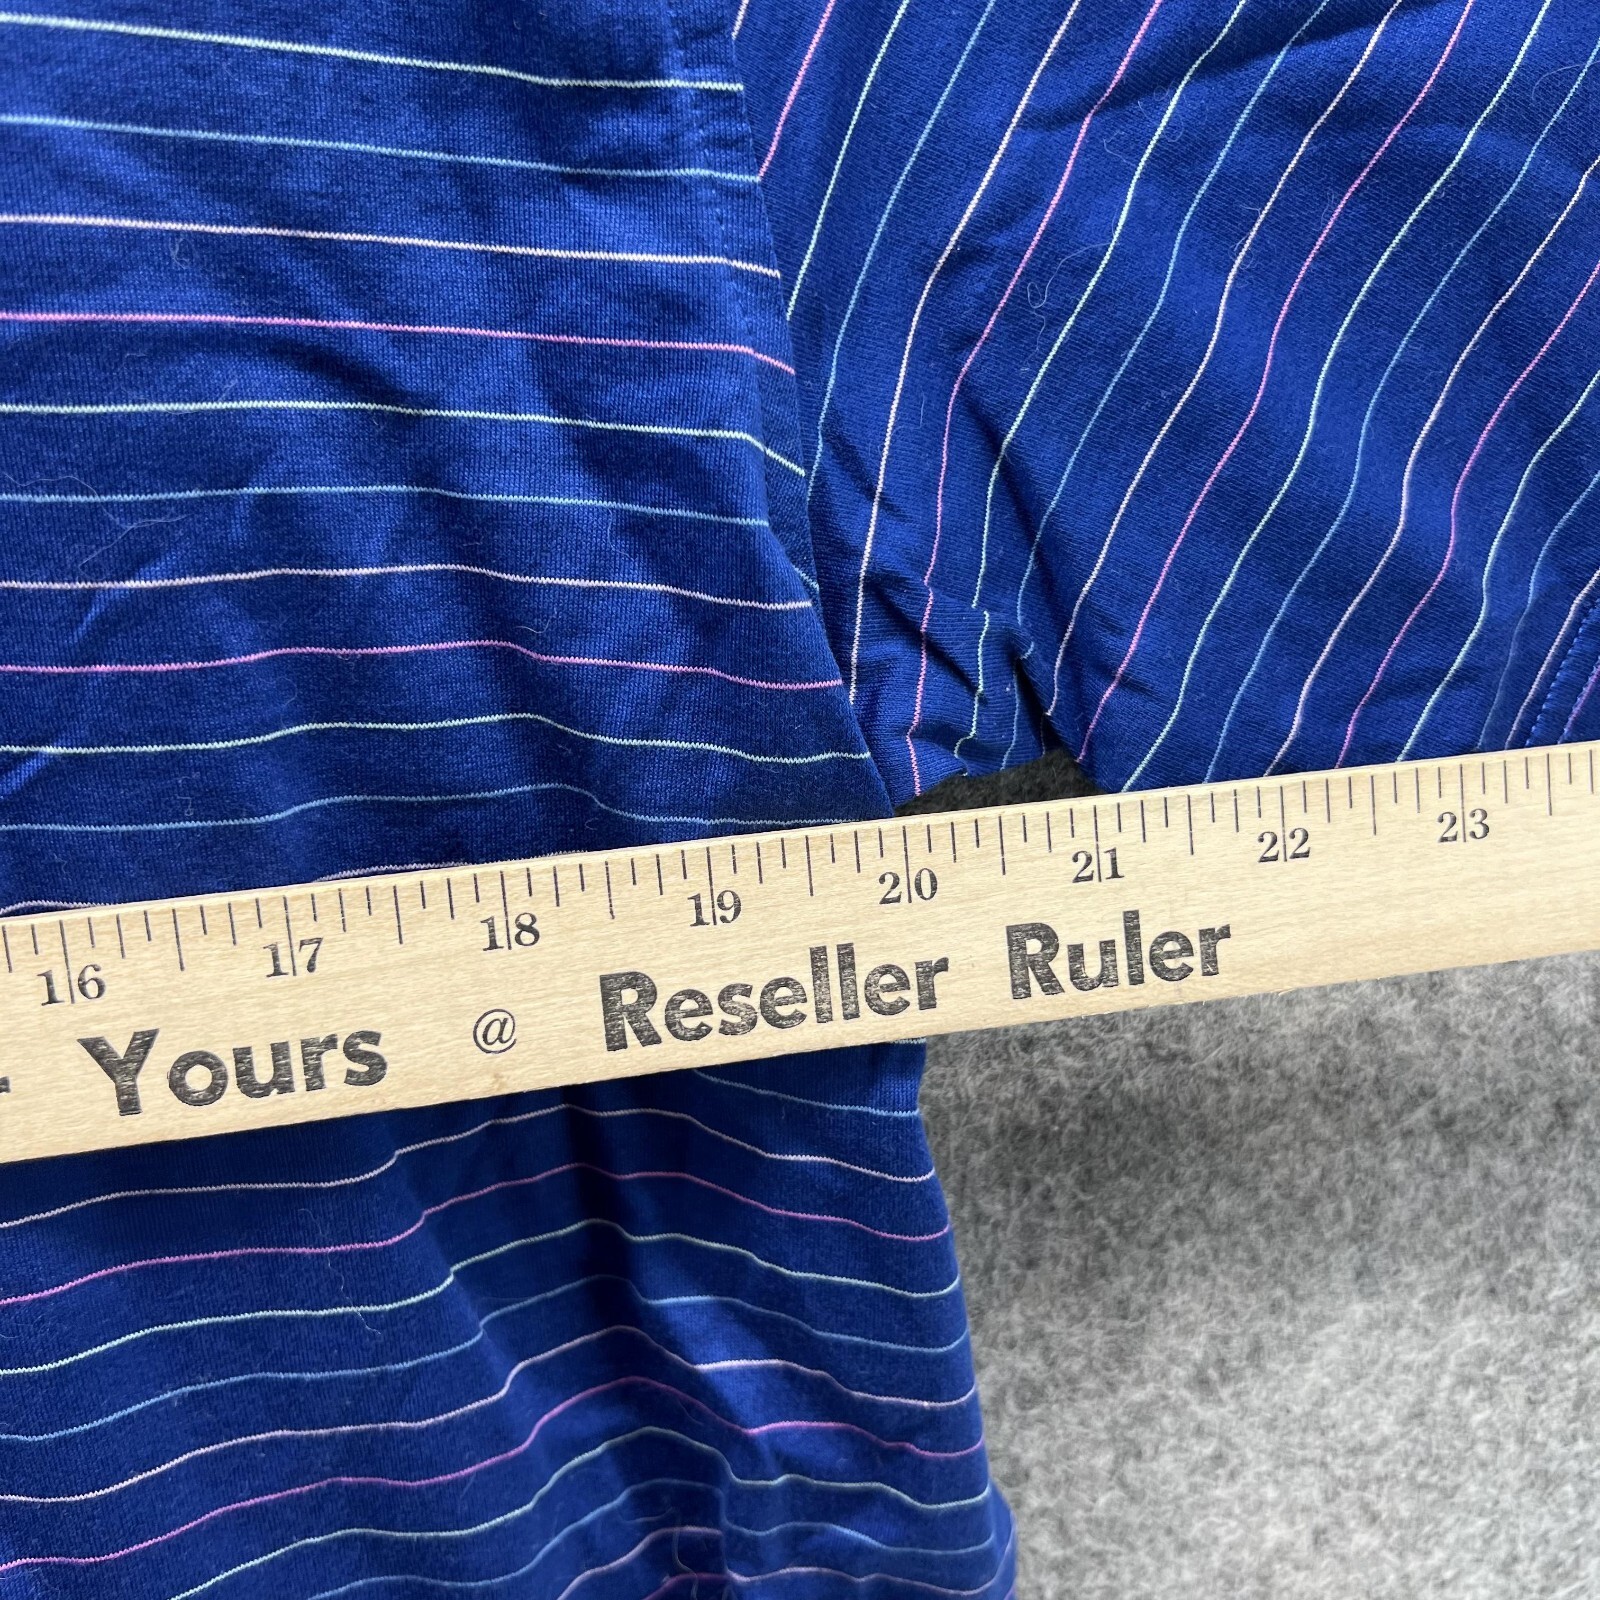 16 17 18 19 20 21 22 23
Yours @ Reseller Ruler